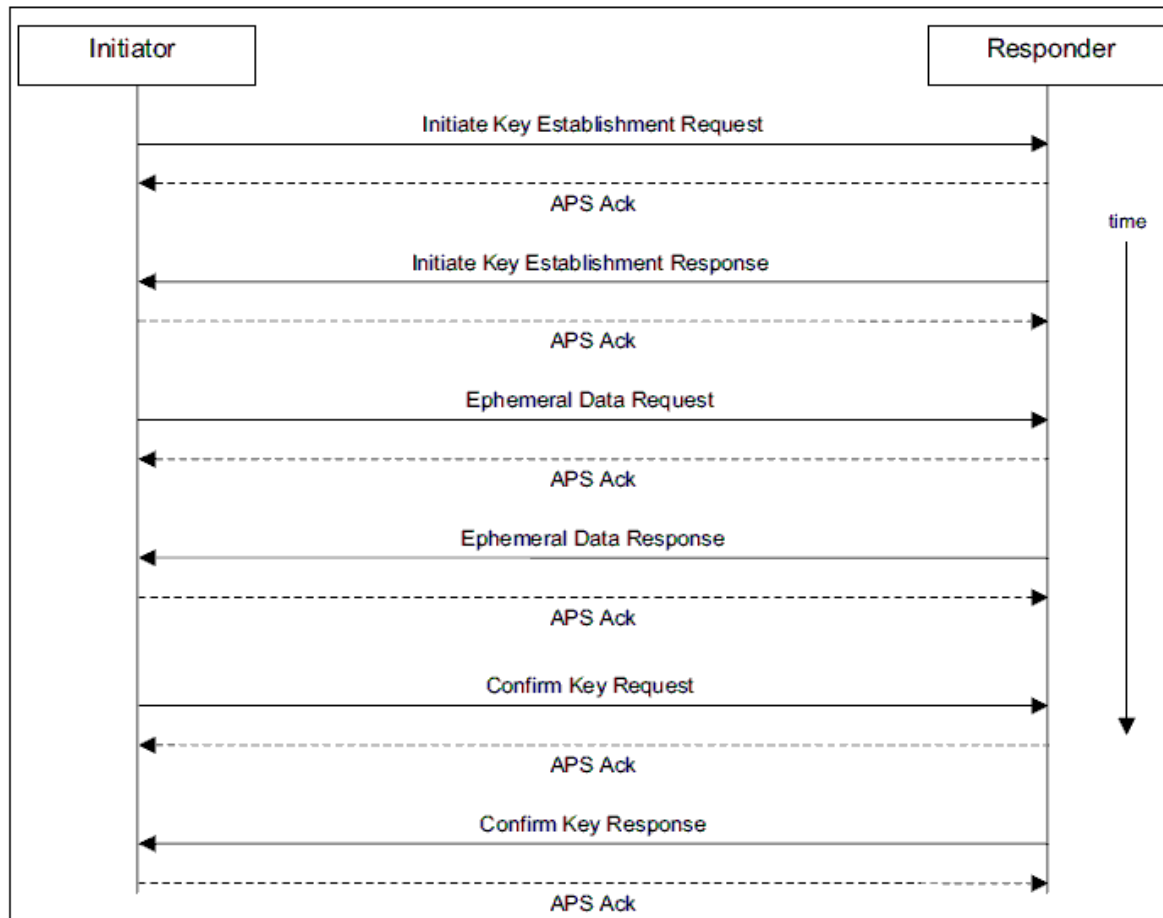 Initiator
Responder
Initiate Key Establishment Request
APS Ack
time
Initiate Key Establishment Response
APS Ack
Ephemeral Data Request
APS Ack
Ephemeral Data Response
APS Ack
Confirm Key Request
APS Ack
Confirm Key Response
APS Ack